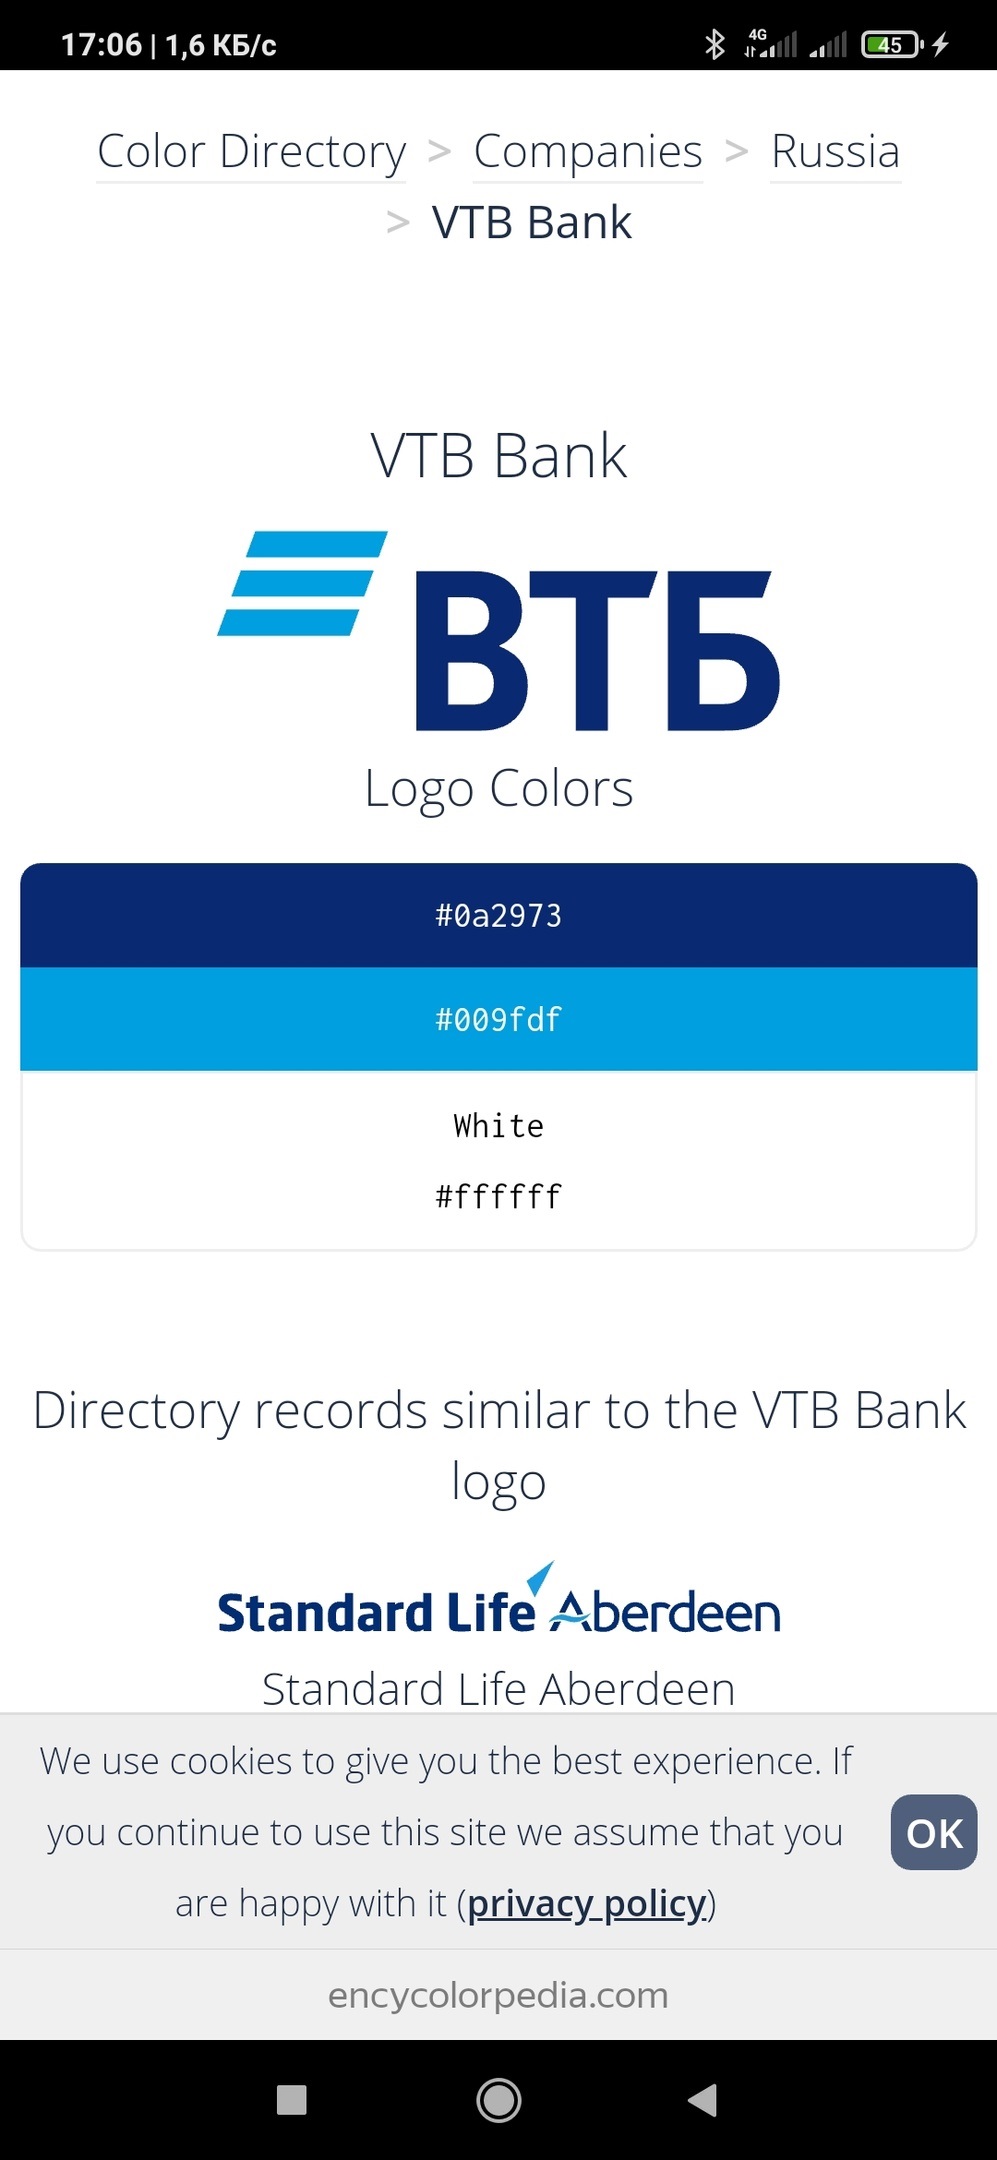 17:06 | 1,6 КБ/с
4G
45
Color Directory > Companies > Russia
> VTB Bank
VTB Bank
ВТБ
Logo Colors
#0a2973
#009fdf
White
#ffffff
Directory records similar to the VTB Bank
logo
Standard Life Aberdeen
Standard Life Aberdeen
We use cookies to give you the best experience. If
you continue to use this site we assume that you
are happy with it (privacy policy)
OK
encycolorpedia.com